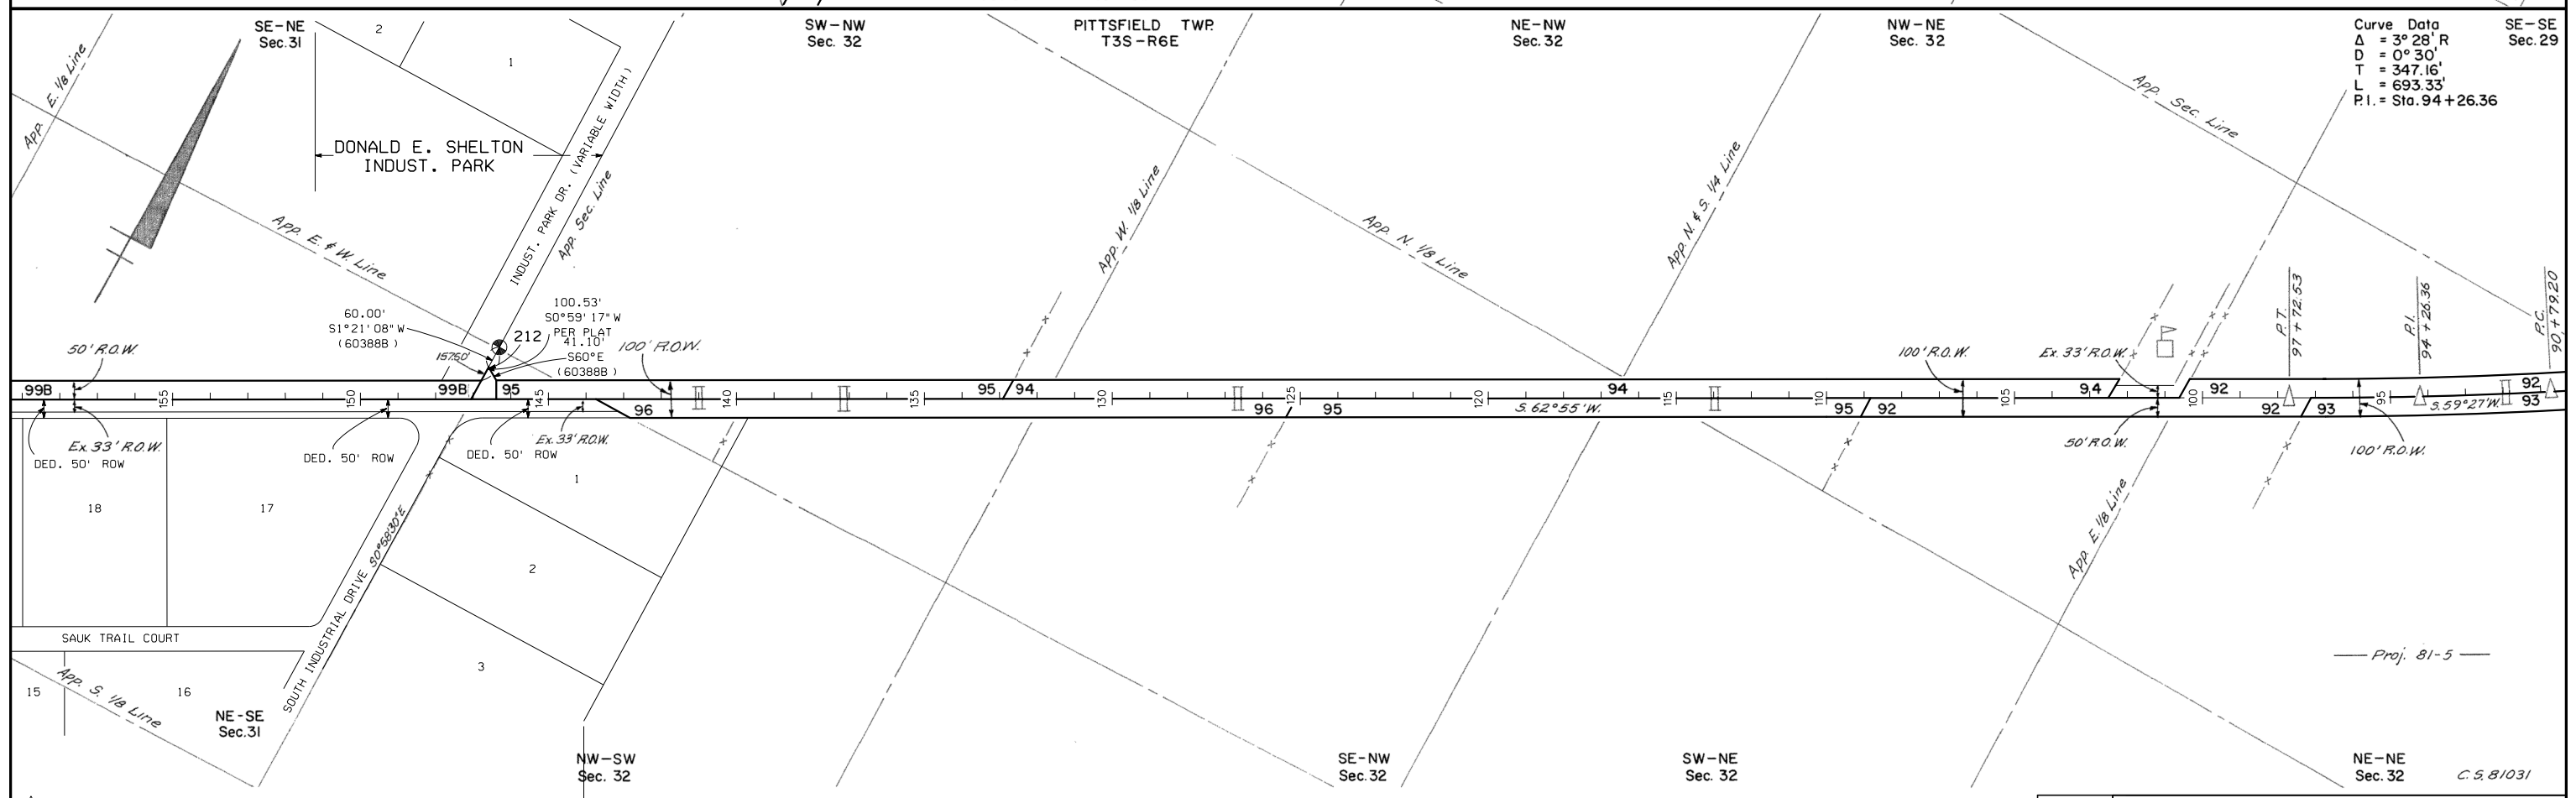 SE-NE
Sec.31
2
1
SW-NW
Sec. 32
PITTSFIELD TWP.
T3S-R6E
NE-NW
Sec.32
NW-NE
Sec. 32
Curve Data
Δ = 3° 28' R
D = 0° 30'
T = 347.16'
L = 693.33'
P.I. = Sta. 94+26.36
SE-SE
Sec. 29
App. E. 1/8 Line
DONALD E. SHELTON
INDUST. PARK
INDUST. PARK DR. (VARIABLE WIDTH)
App. Sec. Line
App. E. & W. Line
App. W. 1/8 Line
App. N. 1/8 Line
App. N. & S. 1/4 Line
App. Sec. Line
60.00'
S1°21'08"W
(60388B)
100.53'
S0°59'17"W
PER PLAT
41.10'
S60°E
(60388B)
212
157.50'
50' R.O.W.
100' R.O.W.
100' R.O.W.
Ex. 33' R.O.W.
P.T.
97+72.53
P.I.
94+26.36
P.C.
90+79.20
99B
155
150
99B
95
145
96
140
135
95
94
130
125
96
95
120
94
115
S. 62°55' W.
110
95
92
105
94
92
100
92
93
95
S. 59°27' W.
92
93
Ex. 33' R.O.W.
DED. 50' ROW
DED. 50' ROW
Ex. 33' R.O.W.
DED. 50' ROW
50' R.O.W.
100' R.O.W.
18
17
1
2
3
SAUK TRAIL COURT
SOUTH INDUSTRIAL DRIVE S0°58'30"E
15
16
App. S. 1/8 Line
App. E. 1/8 Line
NE-SE
Sec.31
NW-SW
Sec. 32
SE-NW
Sec.32
SW-NE
Sec. 32
Proj. 81-5
NE-NE
Sec. 32
C.S. 81031